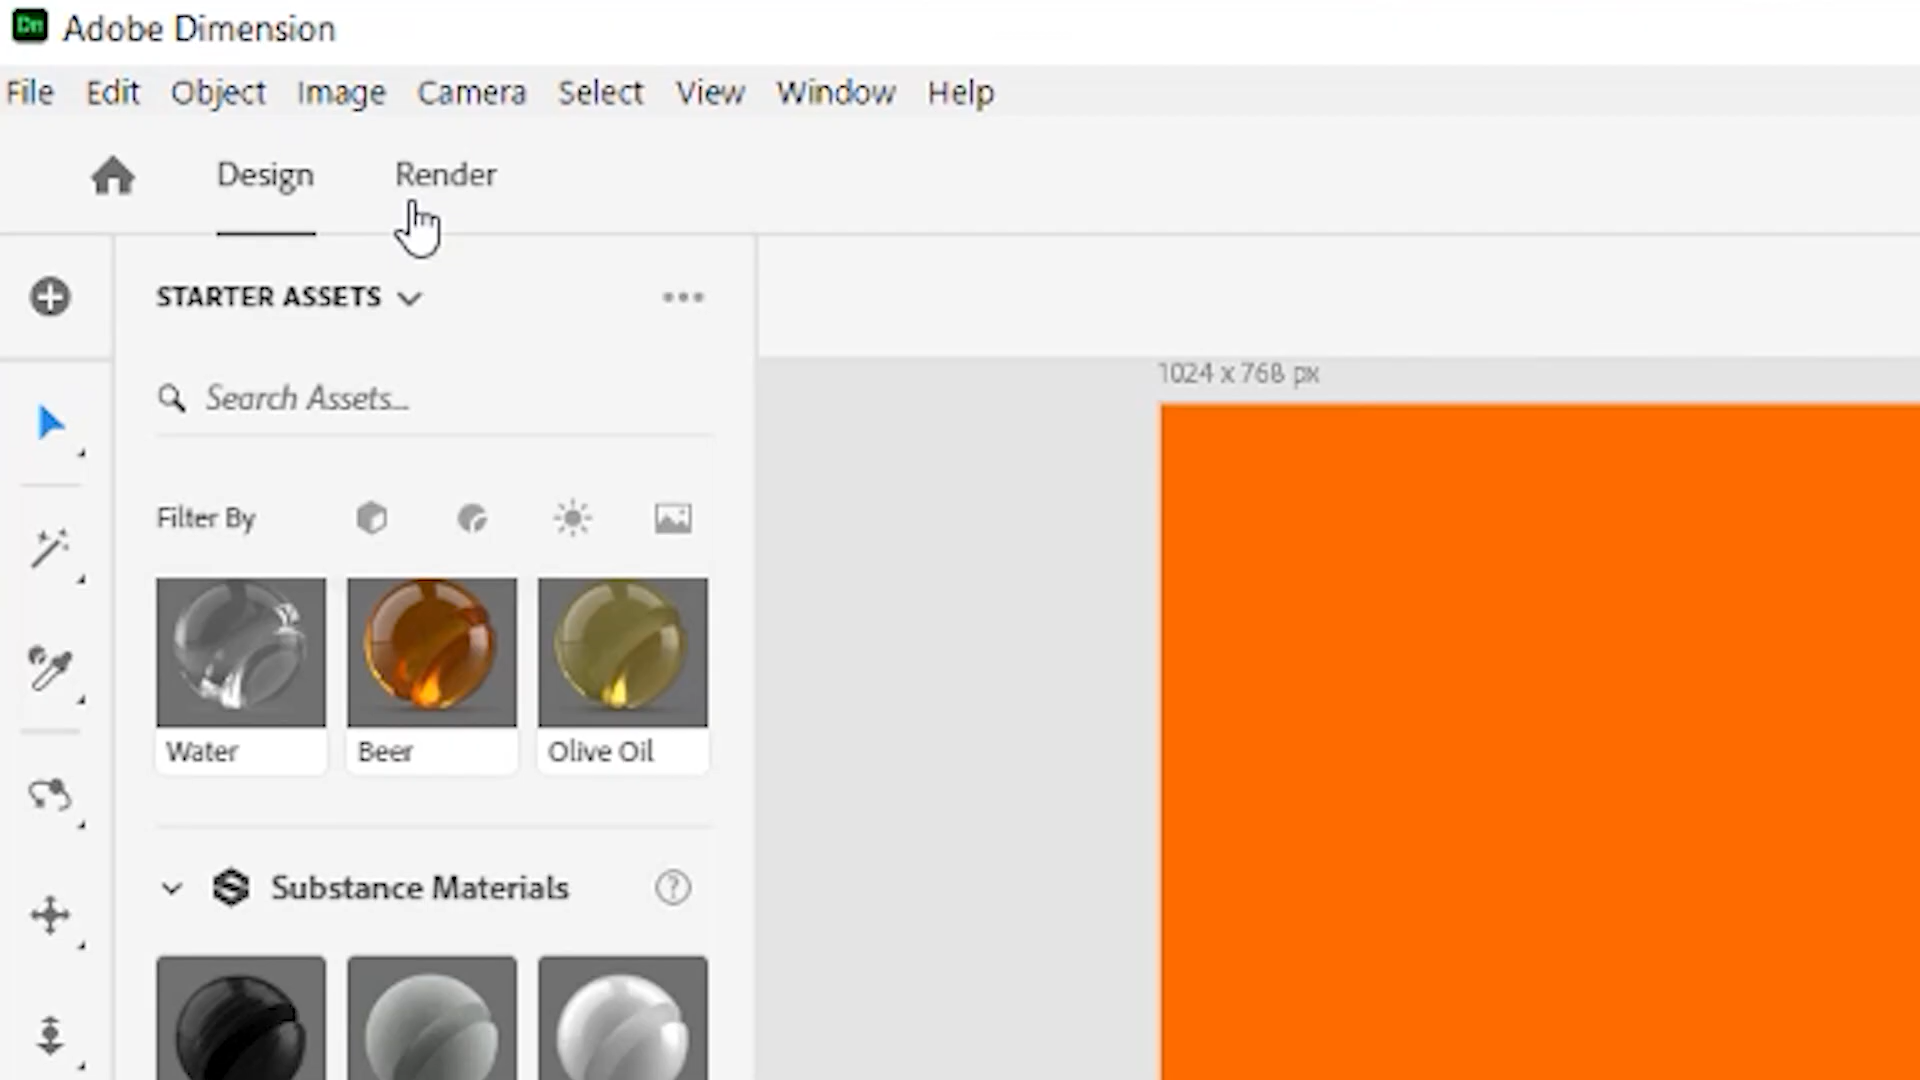 Dn Adobe Dimension
File Edit Object Image Camera Select View Window Help
Design Render
STARTER ASSETS
Search Assets...
1024 x 768 px
Filter By
Water Beer Olive Oil
Substance Materials ?